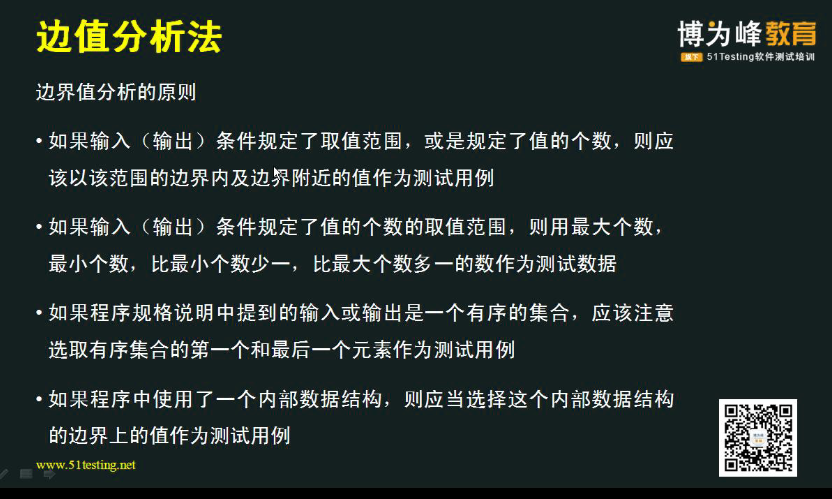 边值分析法
博为峰教育
旗下 51Testing软件测试培训
边界值分析的原则
• 如果输入（输出）条件规定了取值范围，或是规定了值的个数，则应
该以该范围的边界内及边界附近的值作为测试用例
• 如果输入（输出）条件规定了值的个数的取值范围，则用最大个数，
最小个数，比最小个数少一，比最大个数多一的数作为测试数据
• 如果程序规格说明中提到的输入或输出是一个有序的集合，应该注意
选取有序集合的第一个和最后一个元素作为测试用例
• 如果程序中使用了一个内部数据结构，则应当选择这个内部数据结构
的边界上的值作为测试用例
www.51testing.net